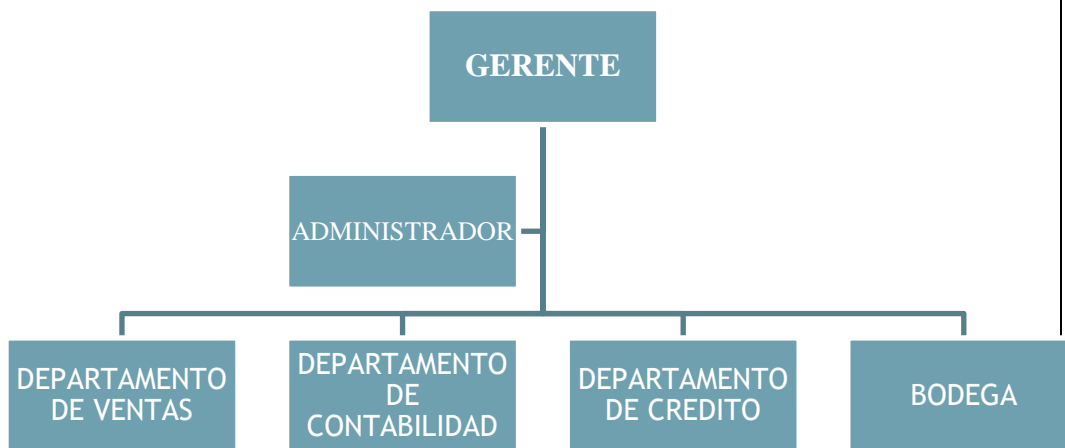 GERENTE
ADMINISTRADOR
DEPARTAMENTO
DE VENTAS
DEPARTAMENTO
DE
CONTABILIDAD
DEPARTAMENTO
DE CREDITO
BODEGA